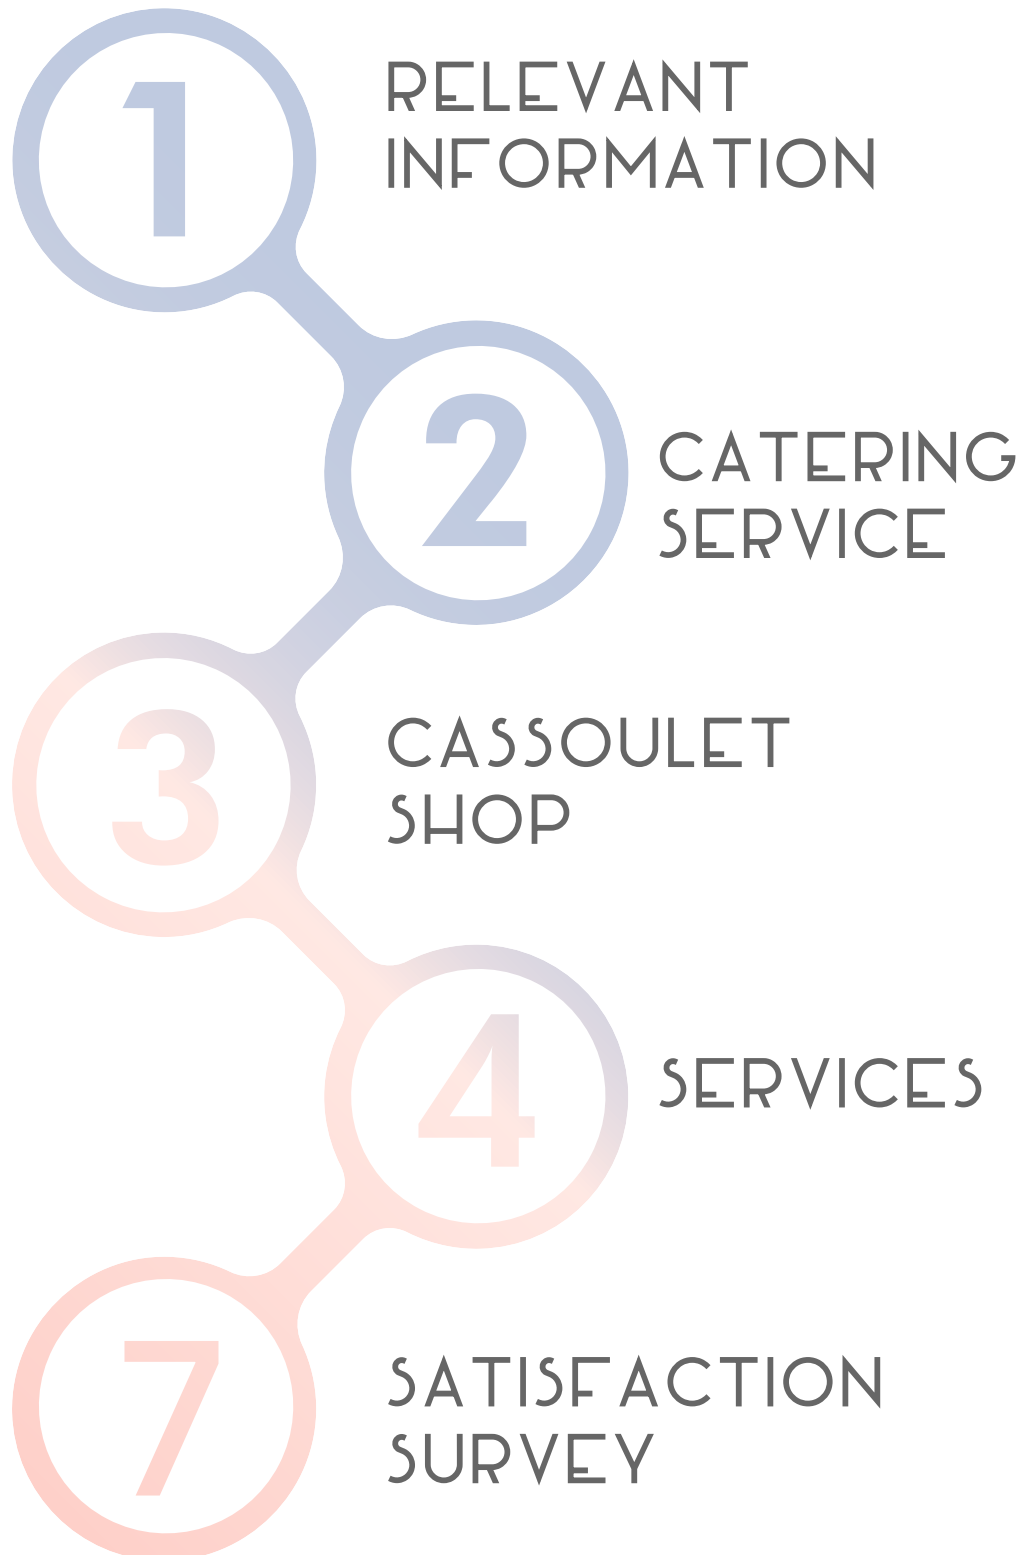 1
RELEVANT
INFORMATION
2
CATERING
SERVICE
3
CASSOULET
SHOP
4
SERVICES
7
SATISFACTION
SURVEY